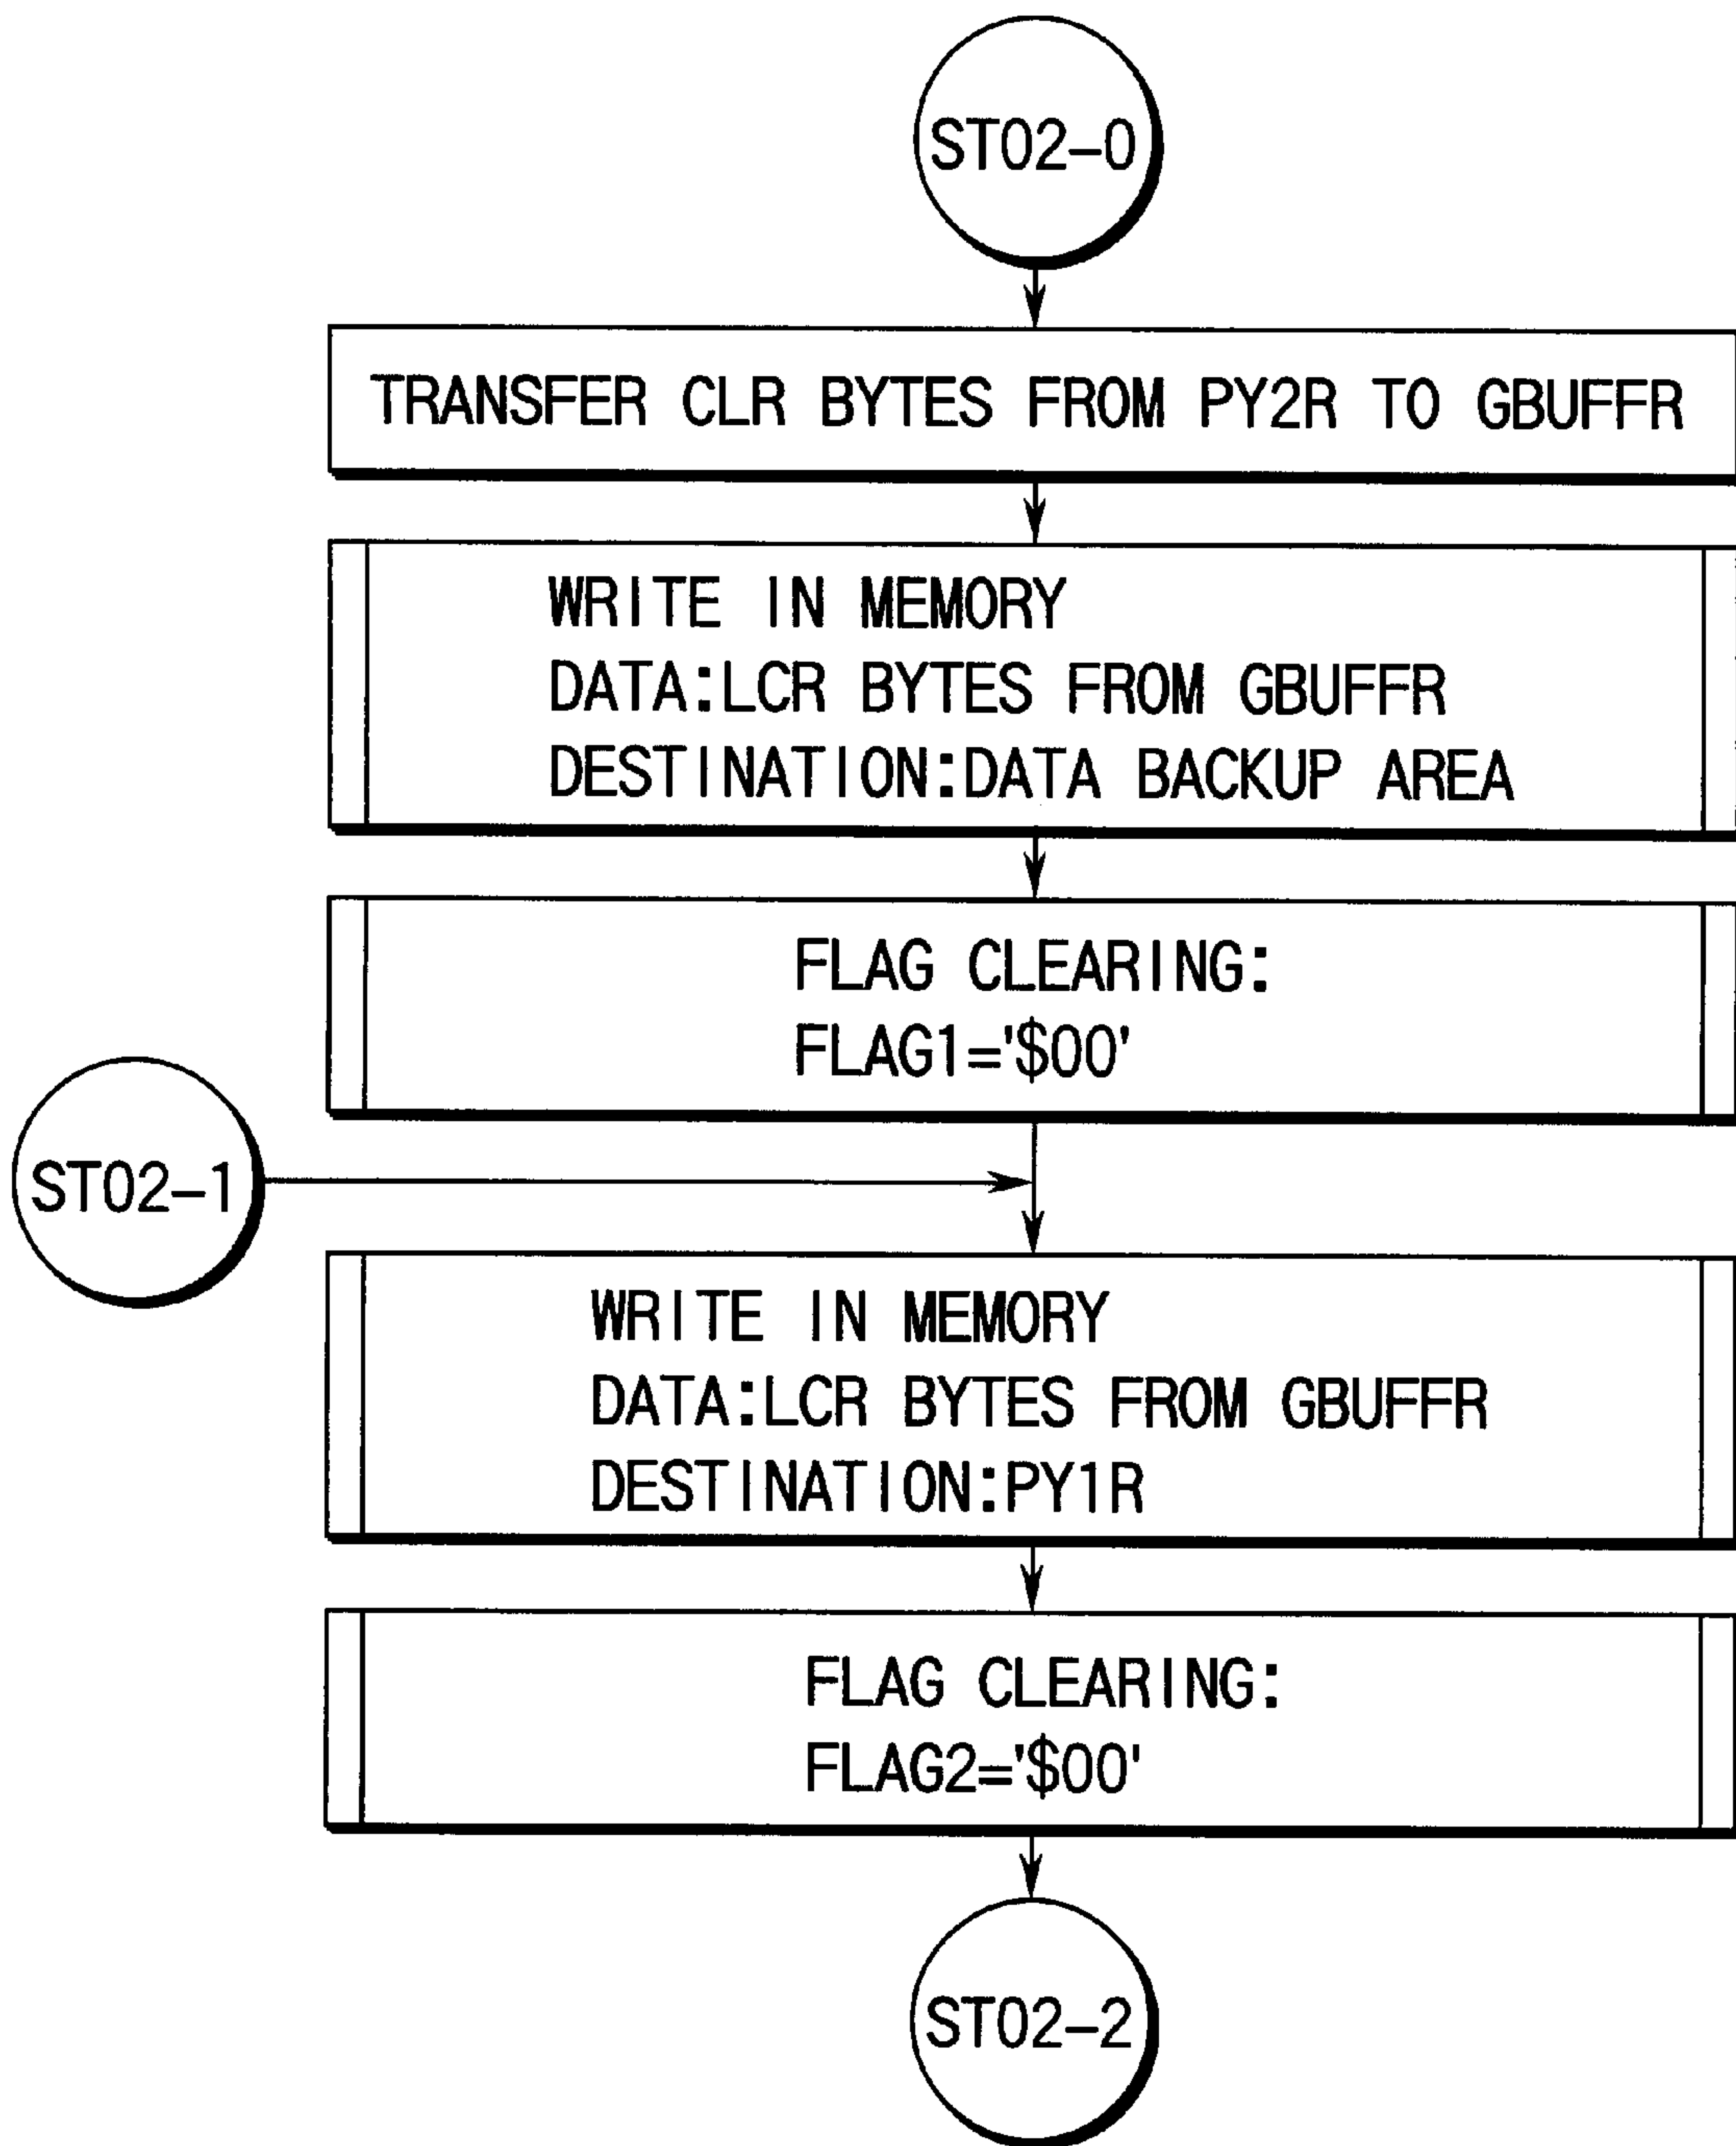 ST02-0
TRANSFER CLR BYTES FROM PY2R TO GBUFFR
WRITE IN MEMORY
DATA:LCR BYTES FROM GBUFFR
DESTINATION:DATA BACKUP AREA
FLAG CLEARING:
FLAG1='$00'
ST02-1
WRITE IN MEMORY
DATA:LCR BYTES FROM GBUFFR
DESTINATION:PY1R
FLAG CLEARING:
FLAG2='$00'
ST02-2